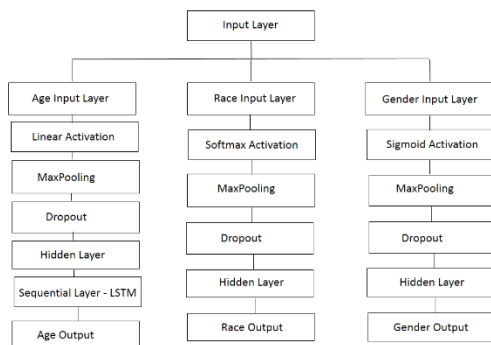 Input Layer
Age Input Layer
Race Input Layer
Gender Input Layer
Linear Activation
Softmax Activation
Sigmoid Activation
MaxPooling
MaxPooling
MaxPooling
Dropout
Dropout
Dropout
Hidden Layer
Hidden Layer
Hidden Layer
Sequential Layer - LSTM
Age Output
Race Output
Gender Output